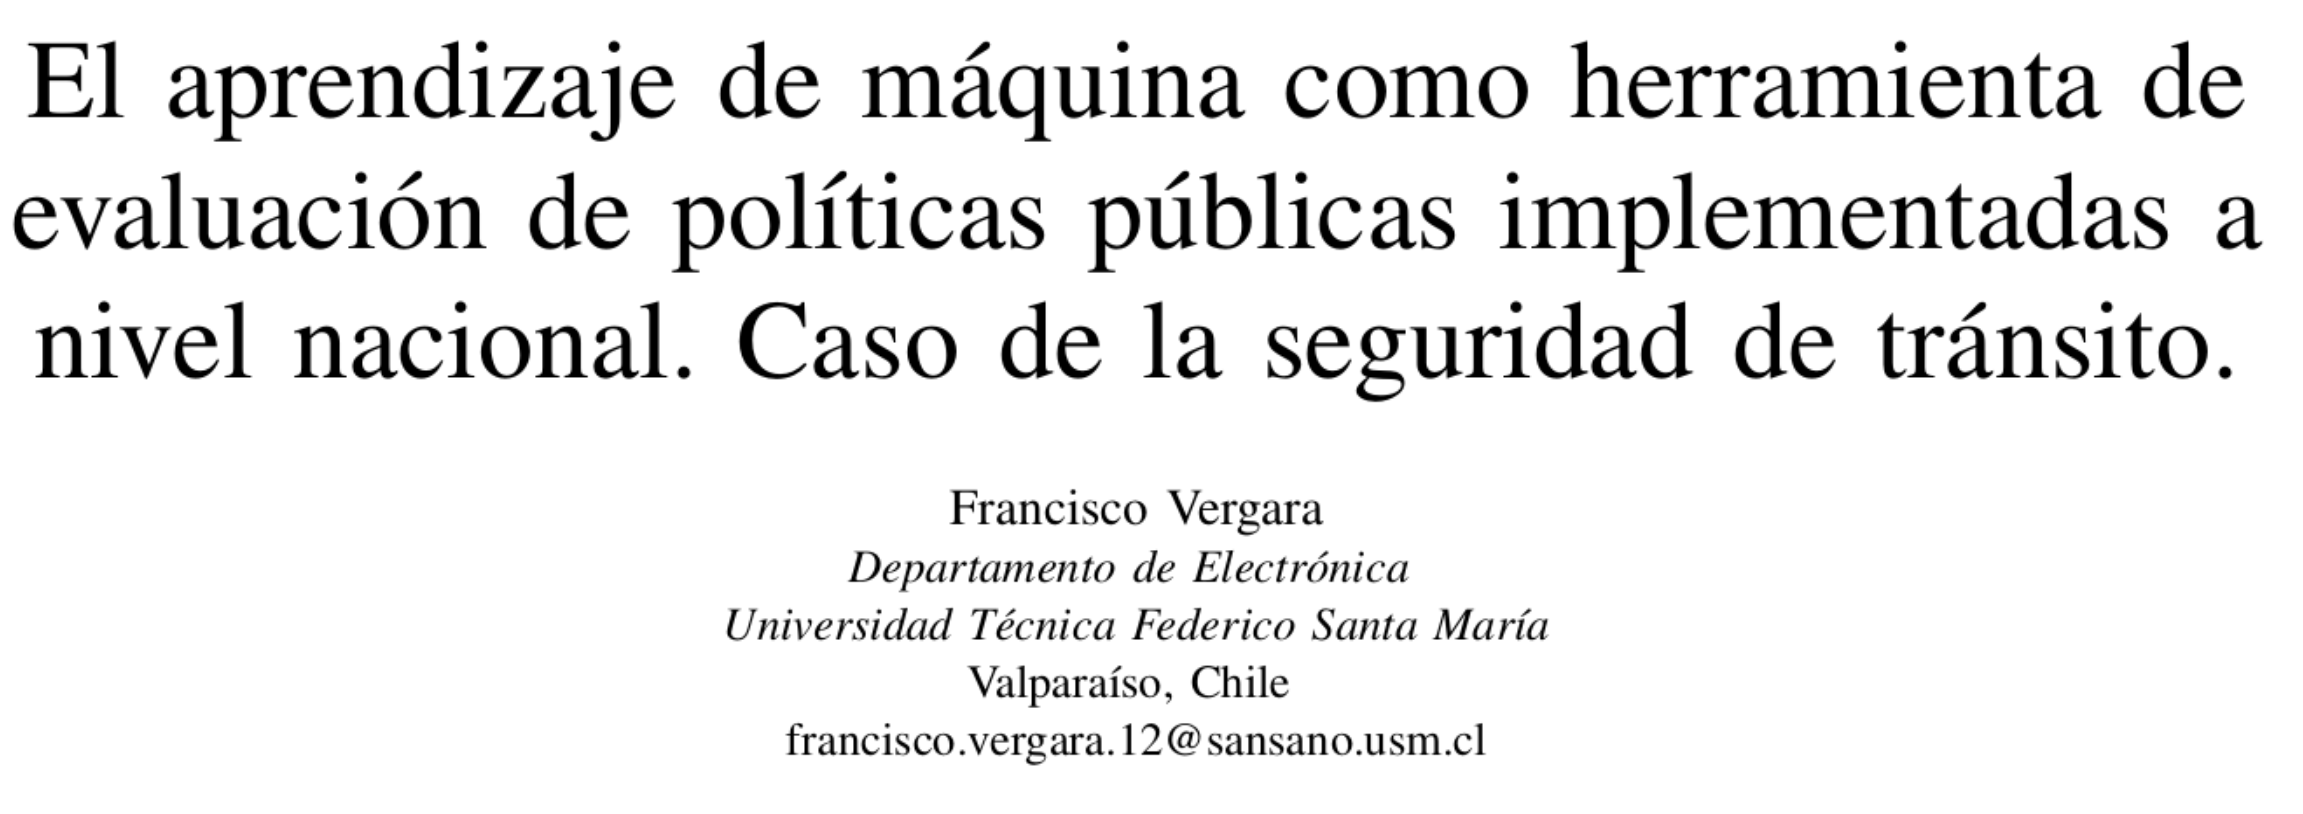 El aprendizaje de máquina como herramienta de
evaluación de políticas públicas implementadas a
nivel nacional. Caso de la seguridad de tránsito.
Francisco Vergara
Departamento de Electrónica
Universidad Técnica Federico Santa María
Valparaíso, Chile
francisco.vergara.12@sansano.usm.cl